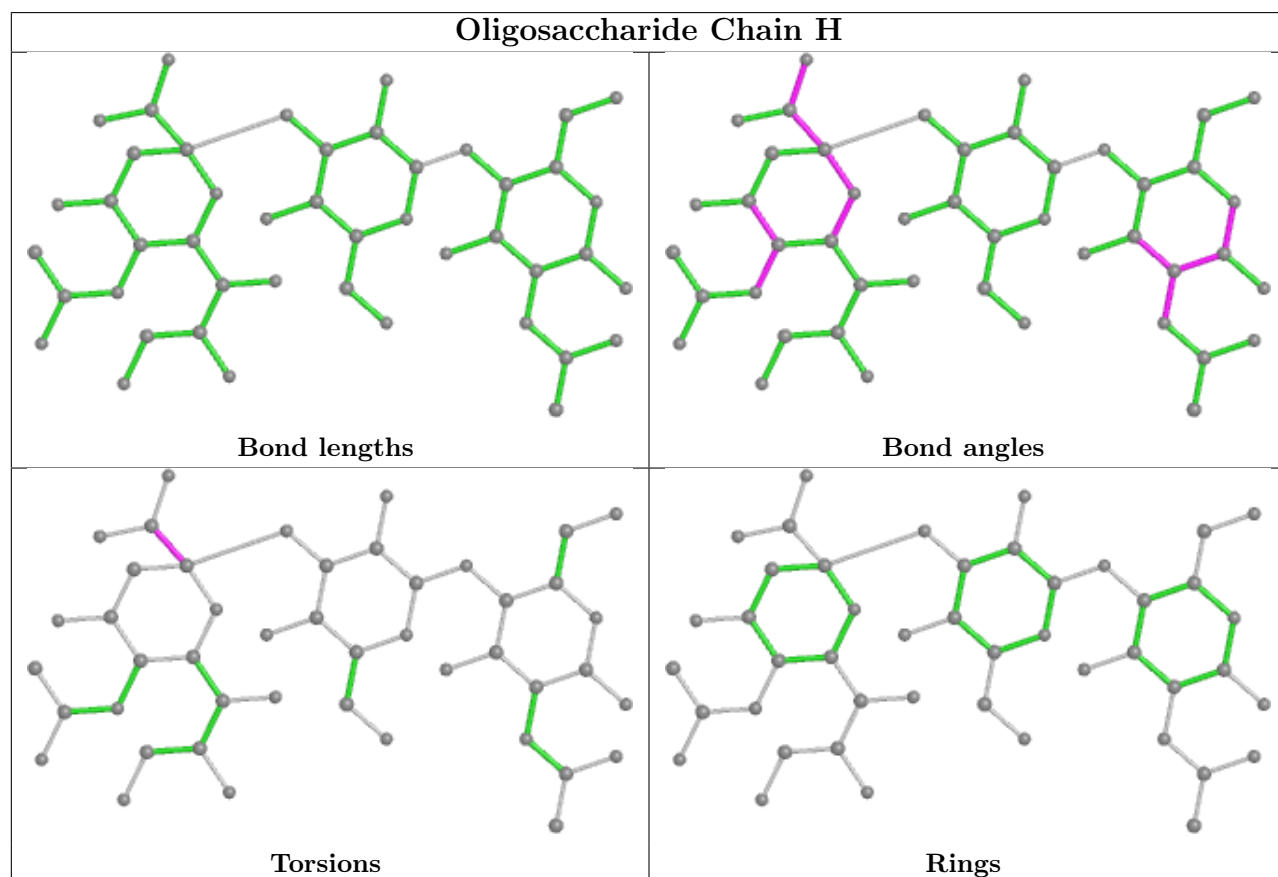 Oligosaccharide Chain H
Bond lengths
Bond angles
Torsions
Rings